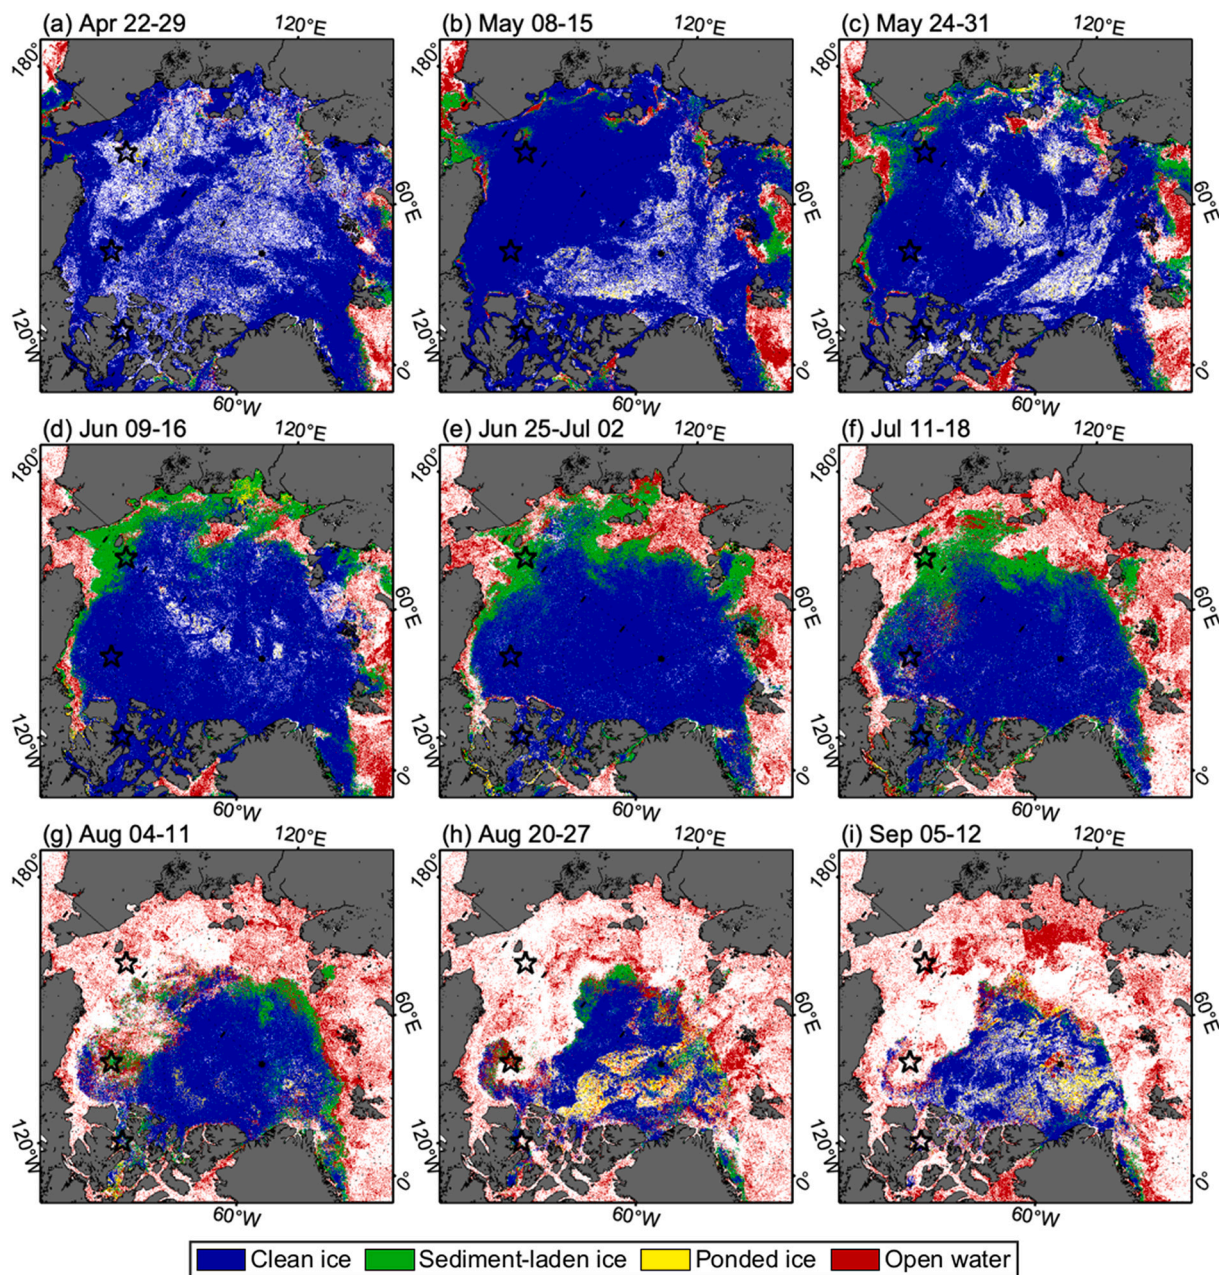 (a) Apr 22-29
(b) May 08-15
(c) May 24-31
120°E
120°E
120°E
180°
180°
180°
60°E
60°E
60°E
120°W
120°W
120°W
0°
0°
0°
60°W
60°W
60°W
(d) Jun 09-16
(e) Jun 25-Jul 02
(f) Jul 11-18
120°E
120°E
120°E
180°
180°
180°
60°E
60°E
60°E
120°W
120°W
120°W
0°
0°
0°
60°W
60°W
60°W
(g) Aug 04-11
(h) Aug 20-27
(i) Sep 05-12
120°E
120°E
120°E
180°
180°
180°
60°E
60°E
60°E
120°W
120°W
120°W
0°
0°
0°
60°W
60°W
60°W
Clean ice Sediment-laden ice Ponded ice Open water